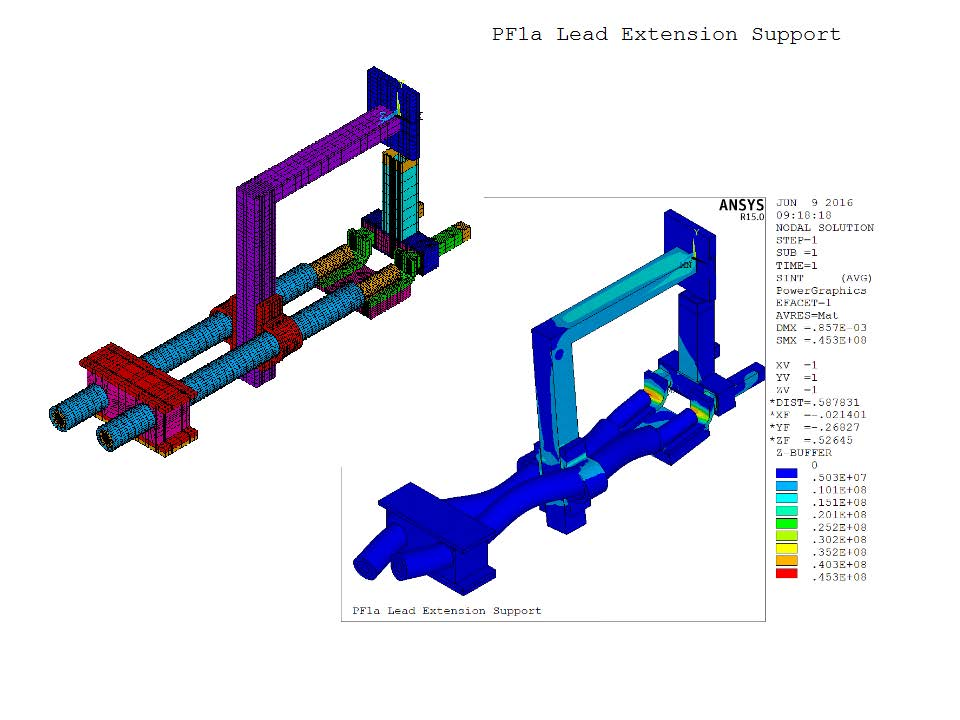 PF1a Lead Extension Support
ANSYS
R15.0
JUN  9 2016
09:18:18
NODAL SOLUTION
STEP=1
SUB =1
TIME=1
SINT     (AVG)
PowerGraphics
EFACET=1
AVRES=Mat
DMX =.857E-03
SMX =.453E+08
XV  =1
YV  =1
ZV  =1
*DIST=.587831
*XF  =-.021401
*YF  =-.26827
*ZF  =.52645
Z-BUFFER
0
.503E+07
.101E+08
.151E+08
.201E+08
.252E+08
.302E+08
.352E+08
.403E+08
.453E+08
Y
MN
PF1a Lead Extension Support